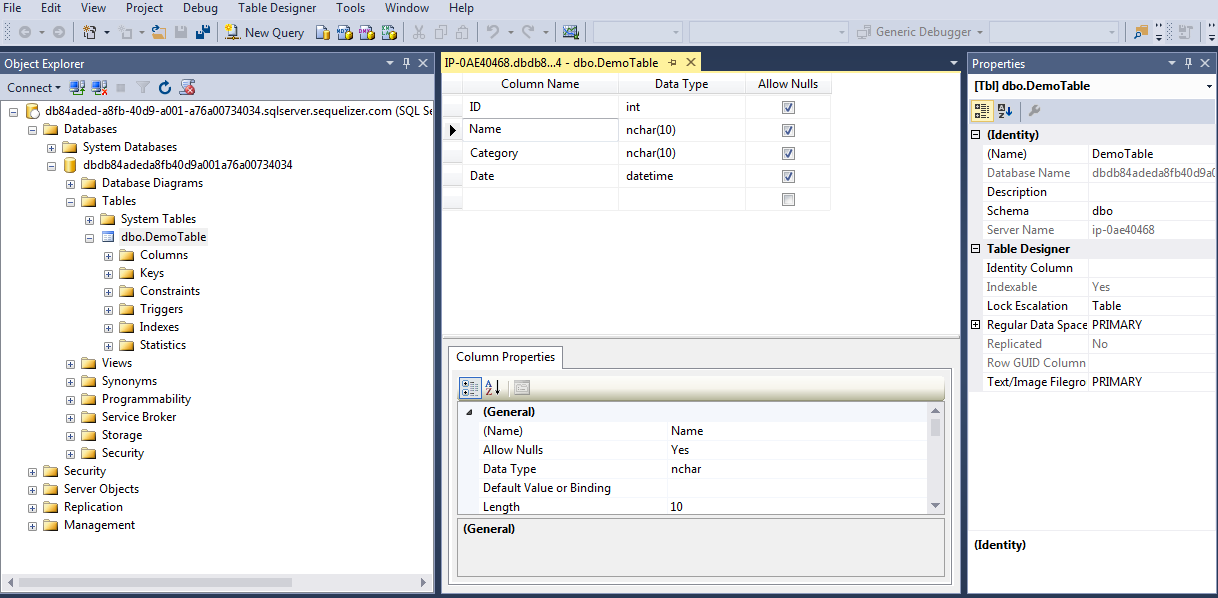 File Edit View Project Debug Table Designer Tools Window Help
New Query Generic Debugger
Object Explorer
Connect
db84aded-a8fb-40d9-a001-a76a00734034.sqlserver.sequelizer.com (SQL Se
Databases
System Databases
dbdb84adeda8fb40d9a001a76a00734034
Database Diagrams
Tables
System Tables
dbo.DemoTable
Columns
Keys
Constraints
Triggers
Indexes
Statistics
Views
Synonyms
Programmability
Service Broker
Storage
Security
Security
Server Objects
Replication
Management
IP-0AE40468.dbdb8...4 - dbo.DemoTable
Column Name Data Type Allow Nulls
ID int
Name nchar(10)
Category nchar(10)
Date datetime
Column Properties
(General)
(Name) Name
Allow Nulls Yes
Data Type nchar
Default Value or Binding
Length 10
(General)
Properties
[Tbl] dbo.DemoTable
(Identity)
(Name) DemoTable
Database Name dbdb84adeda8fb40d9a0
Description
Schema dbo
Server Name ip-0ae40468
Table Designer
Identity Column
Indexable Yes
Lock Escalation Table
Regular Data Space PRIMARY
Replicated No
Row GUID Column
Text/Image Filegro PRIMARY
(Identity)